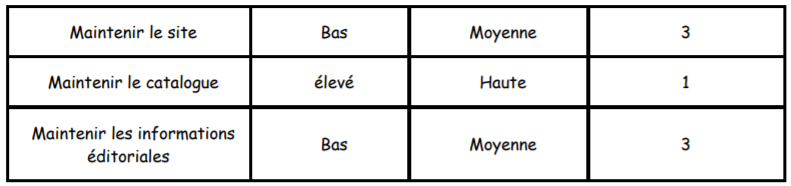 Maintenir le site Bas Moyenne 3
Maintenir le catalogue élevé Haute 1
Maintenir les informations
éditoriales Bas Moyenne 3